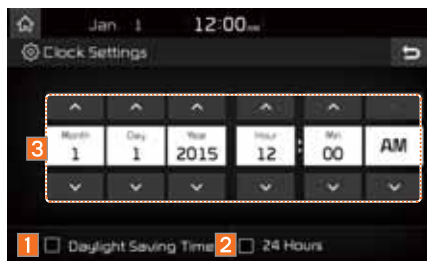 Jan 1 12:00
Clock Settings
3
Month Day Year Hour Min
1 1 2015 12 : 00 AM
1 Daylight Saving Time 2 24 Hours